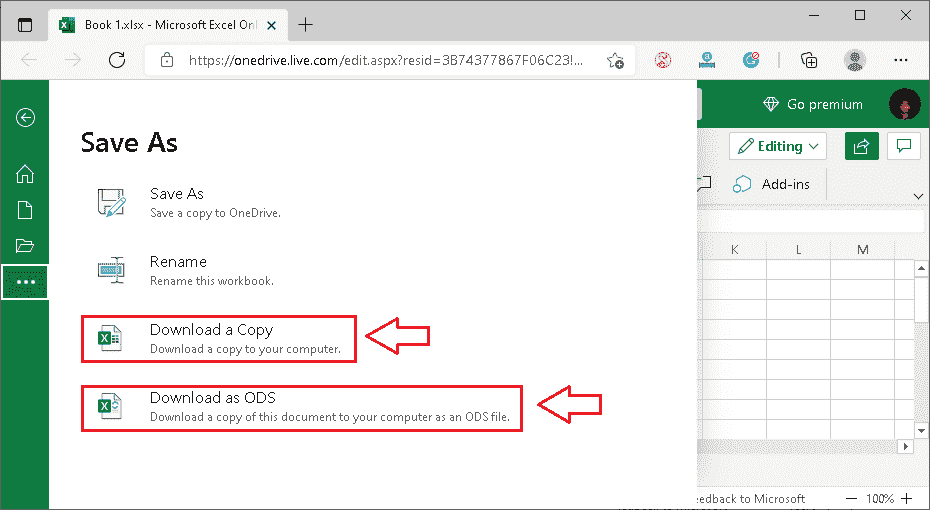 Book 1.xlsx - Microsoft Excel Onl
https://onedrive.live.com/edit.aspx?resid=3B74377867F06C23!...
Go premium
Save As
Editing
Save As
Save a copy to OneDrive.
Add-ins
Rename
Rename this workbook.
K L M
Download a Copy
Download a copy to your computer.
Download as ODS
Download a copy of this document to your computer as an ODS file.
edback to Microsoft
100%